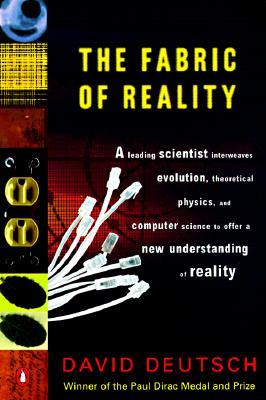 THE FABRIC
OF REALITY
A leading scientist interweaves
evolution, theoretical
physics, and
computer science to offer a
new understanding
of reality
DAVID DEUTSCH
Winner of the Paul Dirac Medal and Prize